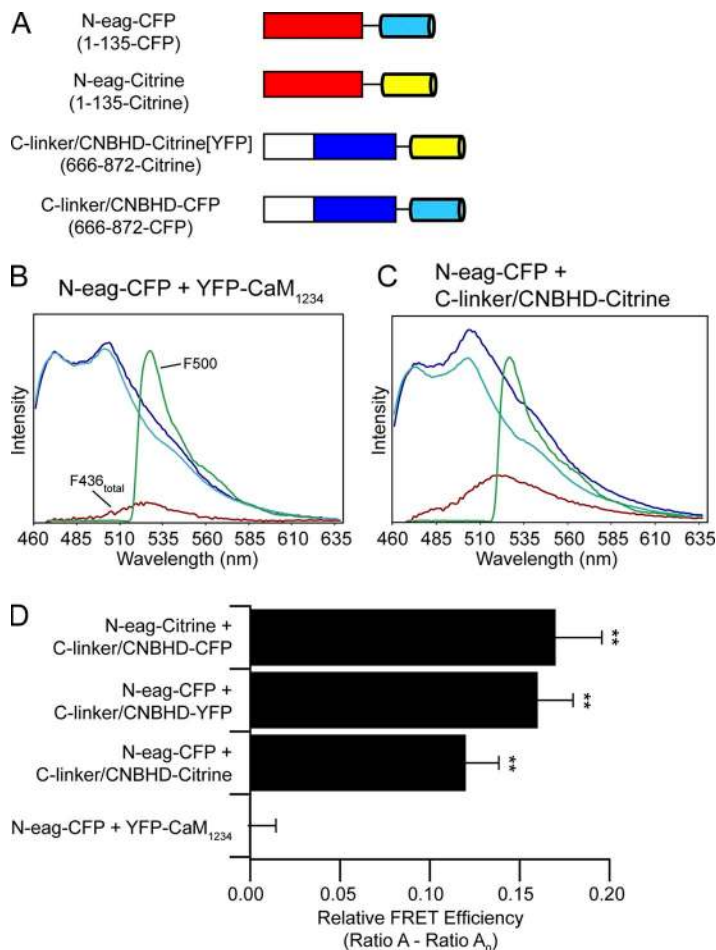 A
N-eag-CFP
(1-135-CFP)
N-eag-Citrine
(1-135-Citrine)
C-linker/CNBHD-Citrine[YFP]
(666-872-Citrine)
C-linker/CNBHD-CFP
(666-872-CFP)
B
N-eag-CFP + YFP-CaM1234
F500
F436total
Intensity
460 485 510 535 560 585 610 635
Wavelength (nm)
C
N-eag-CFP +
C-linker/CNBHD-Citrine
Intensity
460 485 510 535 560 585 610 635
Wavelength (nm)
D
N-eag-Citrine +
C-linker/CNBHD-CFP
**
N-eag-CFP +
C-linker/CNBHD-YFP
**
N-eag-CFP +
C-linker/CNBHD-Citrine
**
N-eag-CFP + YFP-CaM1234
0.00 0.05 0.10 0.15 0.20
Relative FRET Efficiency
(Ratio A - Ratio A0)